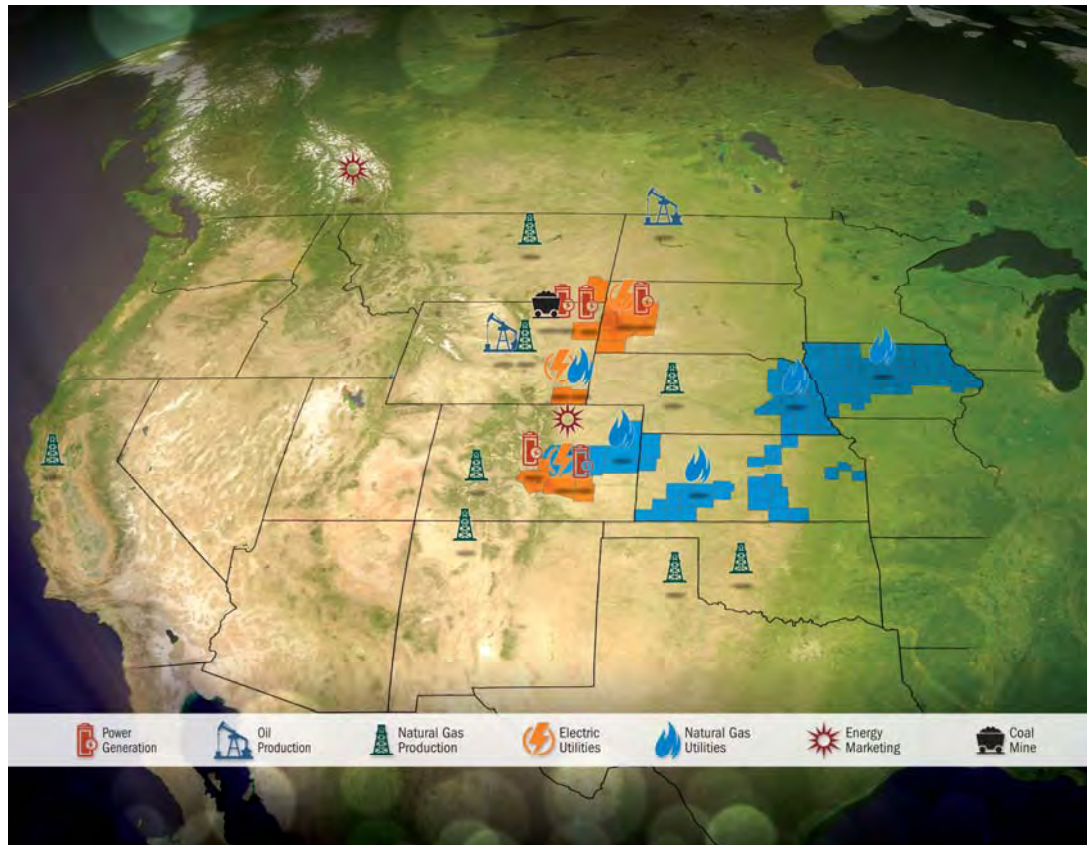 Power
Generation
Oil
Production
Natural Gas
Production
Electric
Utilities
Natural Gas
Utilities
Energy
Marketing
Coal
Mine